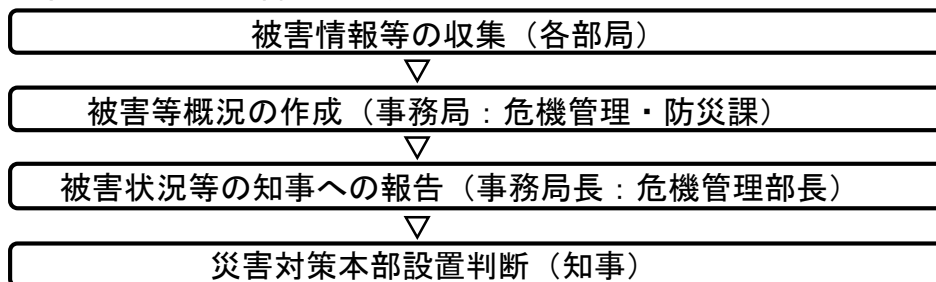 被害情報等の収集（各部局）
▽
被害等概況の作成（事務局：危機管理・防災課）
▽
被害状況等の知事への報告（事務局長：危機管理部長）
▽
災害対策本部設置判断（知事）